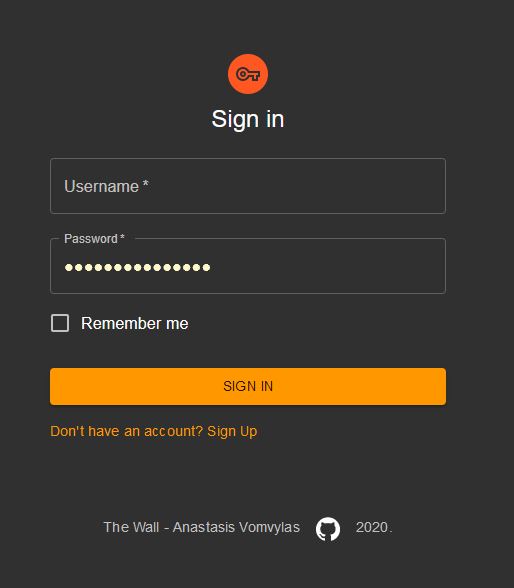 Sign in
Username *
Password *
●●●●●●●●●●●●●●●
Remember me
SIGN IN
Don't have an account? Sign Up
The Wall - Anastasis Vomvylas 2020.